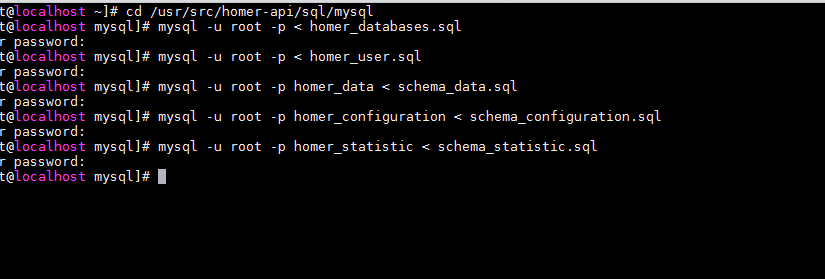 t@localhost ~]# cd /usr/src/homer-api/sql/mysql
t@localhost mysql]# mysql -u root -p < homer_databases.sql
r password:
t@localhost mysql]# mysql -u root -p < homer_user.sql
r password:
t@localhost mysql]# mysql -u root -p homer_data < schema_data.sql
r password:
t@localhost mysql]# mysql -u root -p homer_configuration < schema_configuration.sql
r password:
t@localhost mysql]# mysql -u root -p homer_statistic < schema_statistic.sql
r password:
t@localhost mysql]#